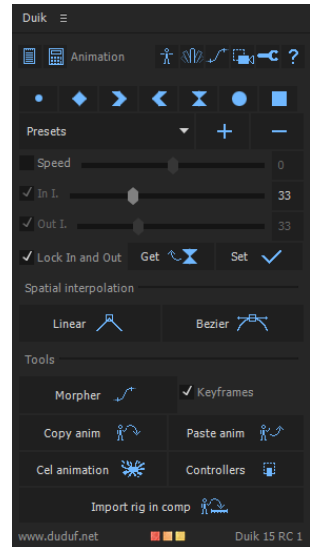 Duik
Animation ?
Presets + −
Speed 0
In I. 33
Out I. 33
Lock In and Out Get Set
Spatial interpolation
Linear Bezier
Tools
Morpher Keyframes
Copy anim Paste anim
Cel animation Controllers
Import rig in comp
www.duduf.net Duik 15 RC 1